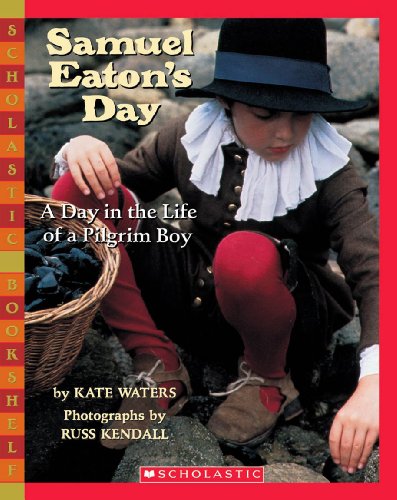 Samuel
Eaton's
Day
A Day in the Life
of a Pilgrim Boy
by KATE WATERS
Photographs by
RUSS KENDALL
SCHOLASTIC BOOKSHELF
SCHOLASTIC